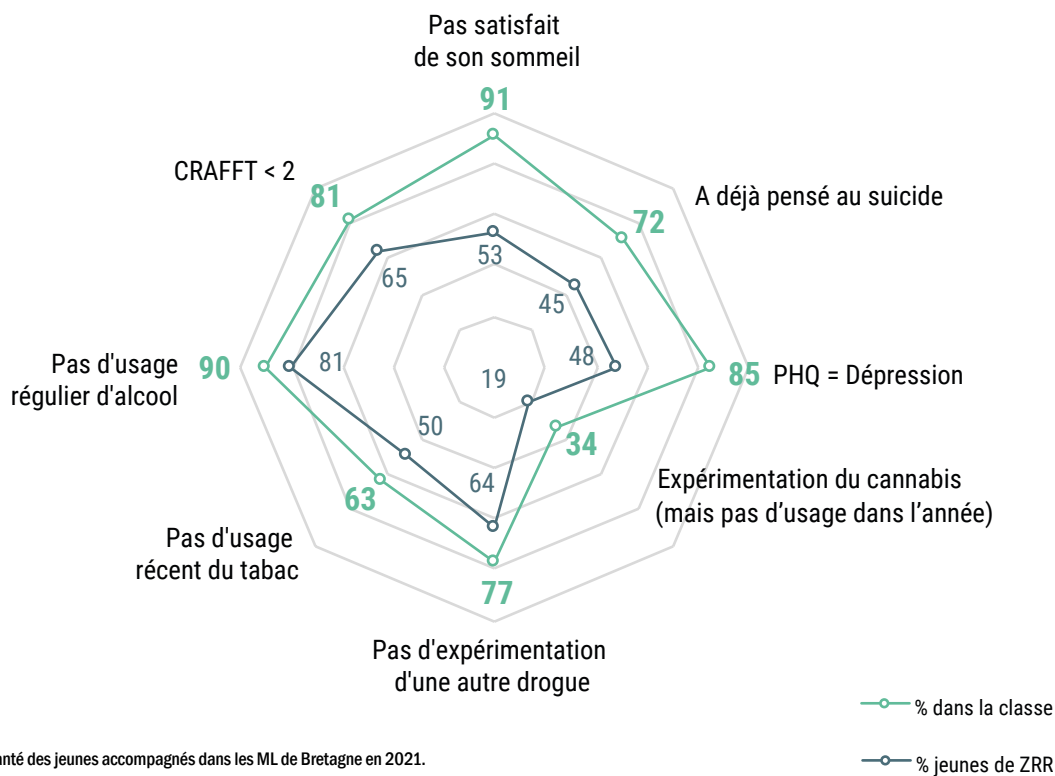 Pas satisfait
de son sommeil
91
CRAFFT < 2
81
A déjà pensé au suicide
72
53
65
45
Pas d'usage
régulier d'alcool
90
81
48
85
PHQ = Dépression
19
50
34
64
63
Expérimentation du cannabis
(mais pas d’usage dans l’année)
Pas d'usage
récent du tabac
77
Pas d'expérimentation
d'une autre drogue
% dans la classe
% jeunes de ZRR
des jeunes accompagnés dans les ML de Bretagne en 2021.